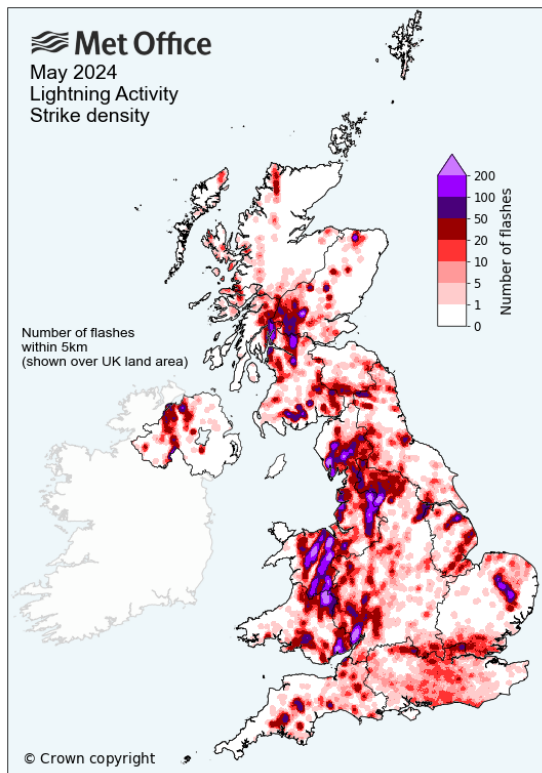 Met Office
May 2024
Lightning Activity
Strike density
200
100
50
20
10
5
1
0
Number of flashes
Number of flashes
within 5km
(shown over UK land area)
© Crown copyright